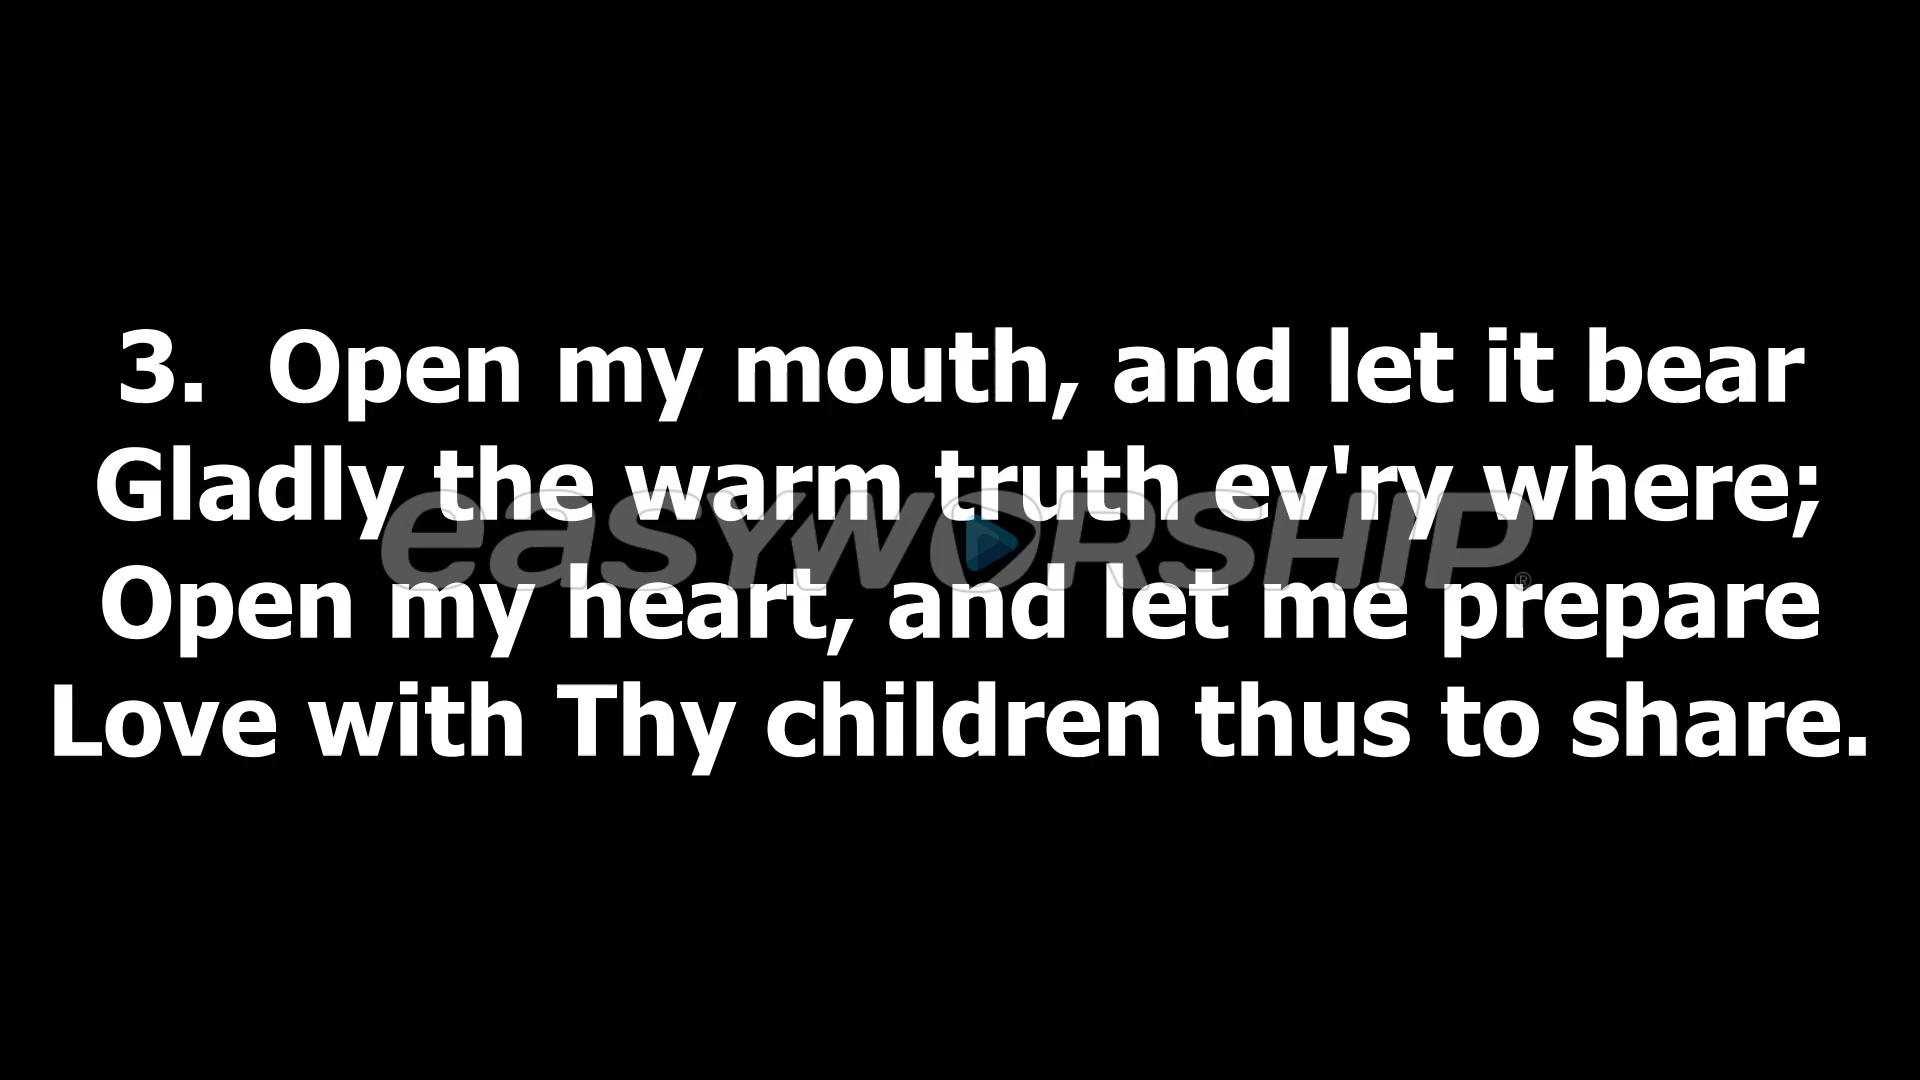 3.  Open my mouth, and let it bear
Gladly the warm truth ev'ry where;
easyworship®
Open my heart, and let me prepare
Love with Thy children thus to share.